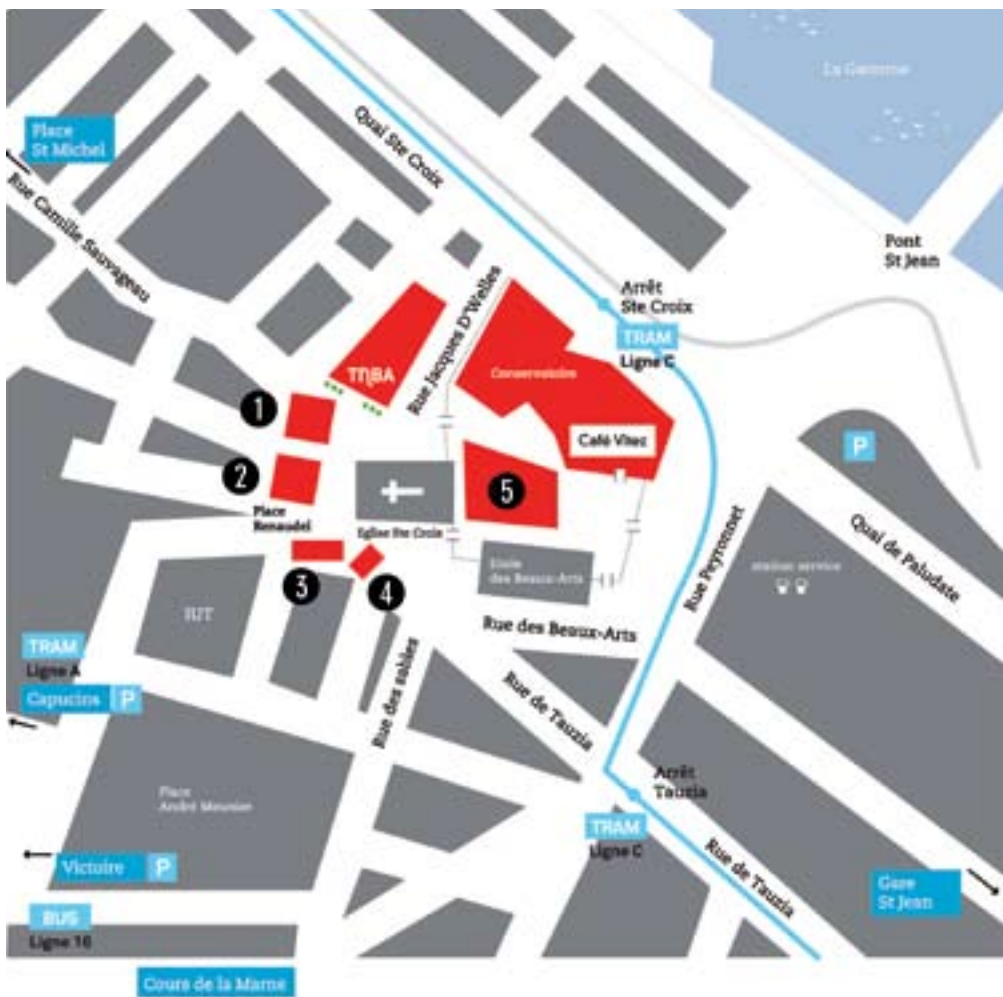 La Garonne
Quai Ste Croix
Place
St Michel
Rue Camille Sauvageau
Pont
St Jean
Arrêt
Ste Croix
TRAM
Ligne C
Rue Jacques D'Welles
TnBA
Conservatoire
Café Vitez
1
2
5
P
Place
Renaudel
Eglise Ste Croix
Quai de Paludate
Rue Peyronnet
station service
Ecole
des Beaux-Arts
3
4
IUT
Rue des Beaux-Arts
TRAM
Ligne A
Capucins P
Rue des sables
Rue de Tauzia
Place
André Meunier
Arrêt
Tauzia
TRAM
Ligne C
Rue de Tauzia
Victoire P
Gare
St Jean
BUS
Ligne 16
Cours de la Marne